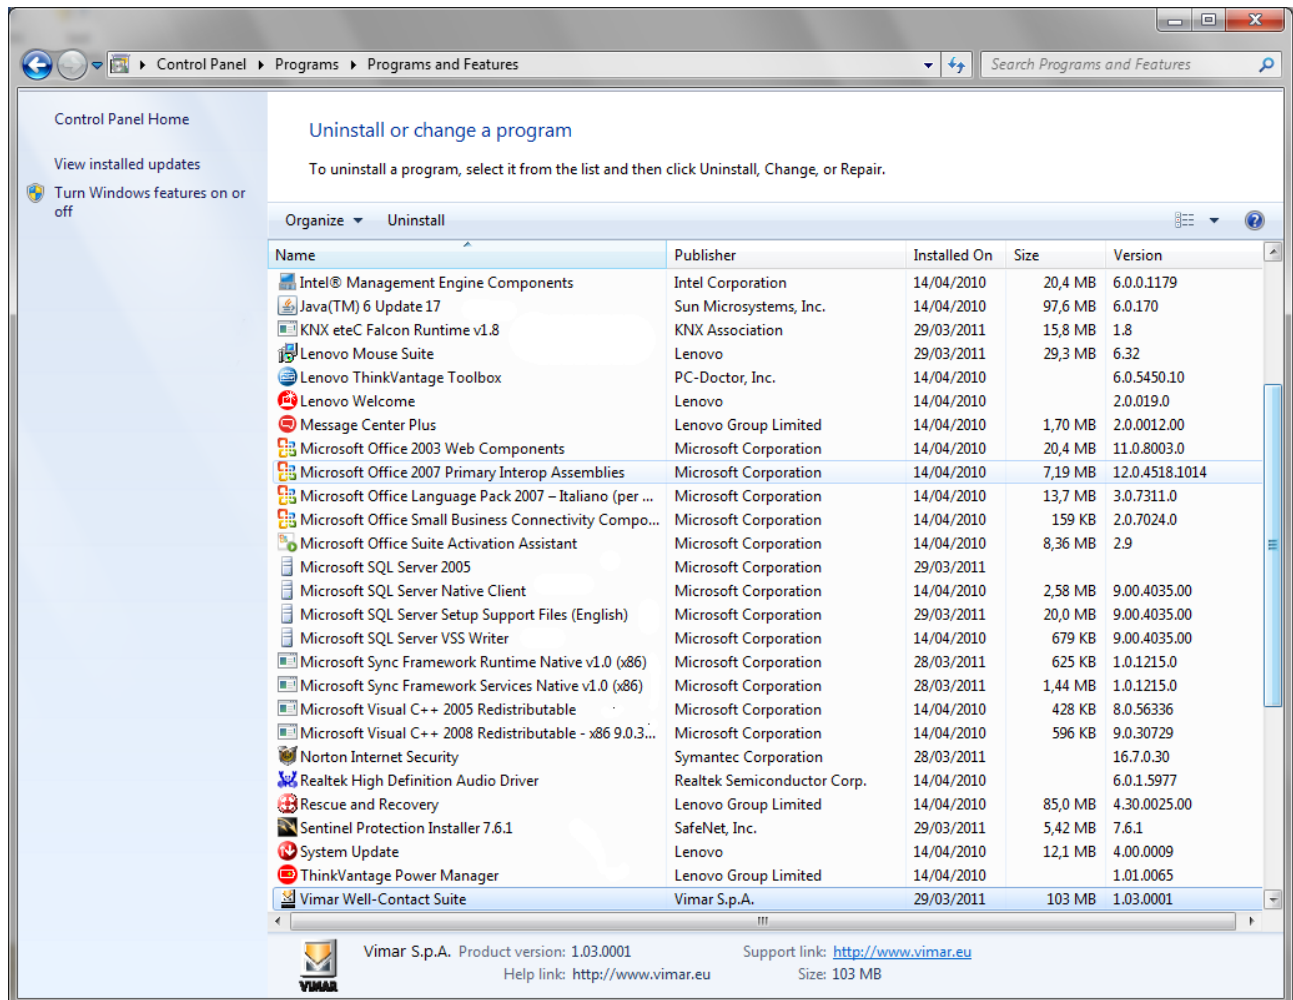 Control Panel Programs Programs and Features Search Programs and Features
Control Panel Home
View installed updates
Turn Windows features on or
off
Uninstall or change a program
To uninstall a program, select it from the list and then click Uninstall, Change, or Repair.
Organize Uninstall
Name Publisher Installed On Size Version
Intel® Management Engine Components Intel Corporation 14/04/2010 20,4 MB 6.0.0.1179
Java(TM) 6 Update 17 Sun Microsystems, Inc. 14/04/2010 97,6 MB 6.0.170
KNX eteC Falcon Runtime v1.8 KNX Association 29/03/2011 15,8 MB 1.8
Lenovo Mouse Suite Lenovo 29/03/2011 29,3 MB 6.32
Lenovo ThinkVantage Toolbox PC-Doctor, Inc. 14/04/2010 6.0.5450.10
Lenovo Welcome Lenovo 14/04/2010 2.0.019.0
Message Center Plus Lenovo Group Limited 14/04/2010 1,70 MB 2.0.0012.00
Microsoft Office 2003 Web Components Microsoft Corporation 14/04/2010 20,4 MB 11.0.8003.0
Microsoft Office 2007 Primary Interop Assemblies Microsoft Corporation 14/04/2010 7,19 MB 12.0.4518.1014
Microsoft Office Language Pack 2007 – Italiano (per ... Microsoft Corporation 14/04/2010 13,7 MB 3.0.7311.0
Microsoft Office Small Business Connectivity Compo... Microsoft Corporation 14/04/2010 159 KB 2.0.7024.0
Microsoft Office Suite Activation Assistant Microsoft Corporation 14/04/2010 8,36 MB 2.9
Microsoft SQL Server 2005 Microsoft Corporation 29/03/2011
Microsoft SQL Server Native Client Microsoft Corporation 14/04/2010 2,58 MB 9.00.4035.00
Microsoft SQL Server Setup Support Files (English) Microsoft Corporation 29/03/2011 20,0 MB 9.00.4035.00
Microsoft SQL Server VSS Writer Microsoft Corporation 14/04/2010 679 KB 9.00.4035.00
Microsoft Sync Framework Runtime Native v1.0 (x86) Microsoft Corporation 28/03/2011 625 KB 1.0.1215.0
Microsoft Sync Framework Services Native v1.0 (x86) Microsoft Corporation 28/03/2011 1,44 MB 1.0.1215.0
Microsoft Visual C++ 2005 Redistributable Microsoft Corporation 14/04/2010 428 KB 8.0.56336
Microsoft Visual C++ 2008 Redistributable - x86 9.0.3... Microsoft Corporation 14/04/2010 596 KB 9.0.30729
Norton Internet Security Symantec Corporation 28/03/2011 16.7.0.30
Realtek High Definition Audio Driver Realtek Semiconductor Corp. 14/04/2010 6.0.1.5977
Rescue and Recovery Lenovo Group Limited 14/04/2010 85,0 MB 4.30.0025.00
Sentinel Protection Installer 7.6.1 SafeNet, Inc. 29/03/2011 5,42 MB 7.6.1
System Update Lenovo 14/04/2010 12,1 MB 4.00.0009
ThinkVantage Power Manager Lenovo Group Limited 14/04/2010 1.01.0065
Vimar Well-Contact Suite Vimar S.p.A. 29/03/2011 103 MB 1.03.0001
Vimar S.p.A. Product version: 1.03.0001 Support link: http://www.vimar.eu
Help link: http://www.vimar.eu Size: 103 MB
VIMAR